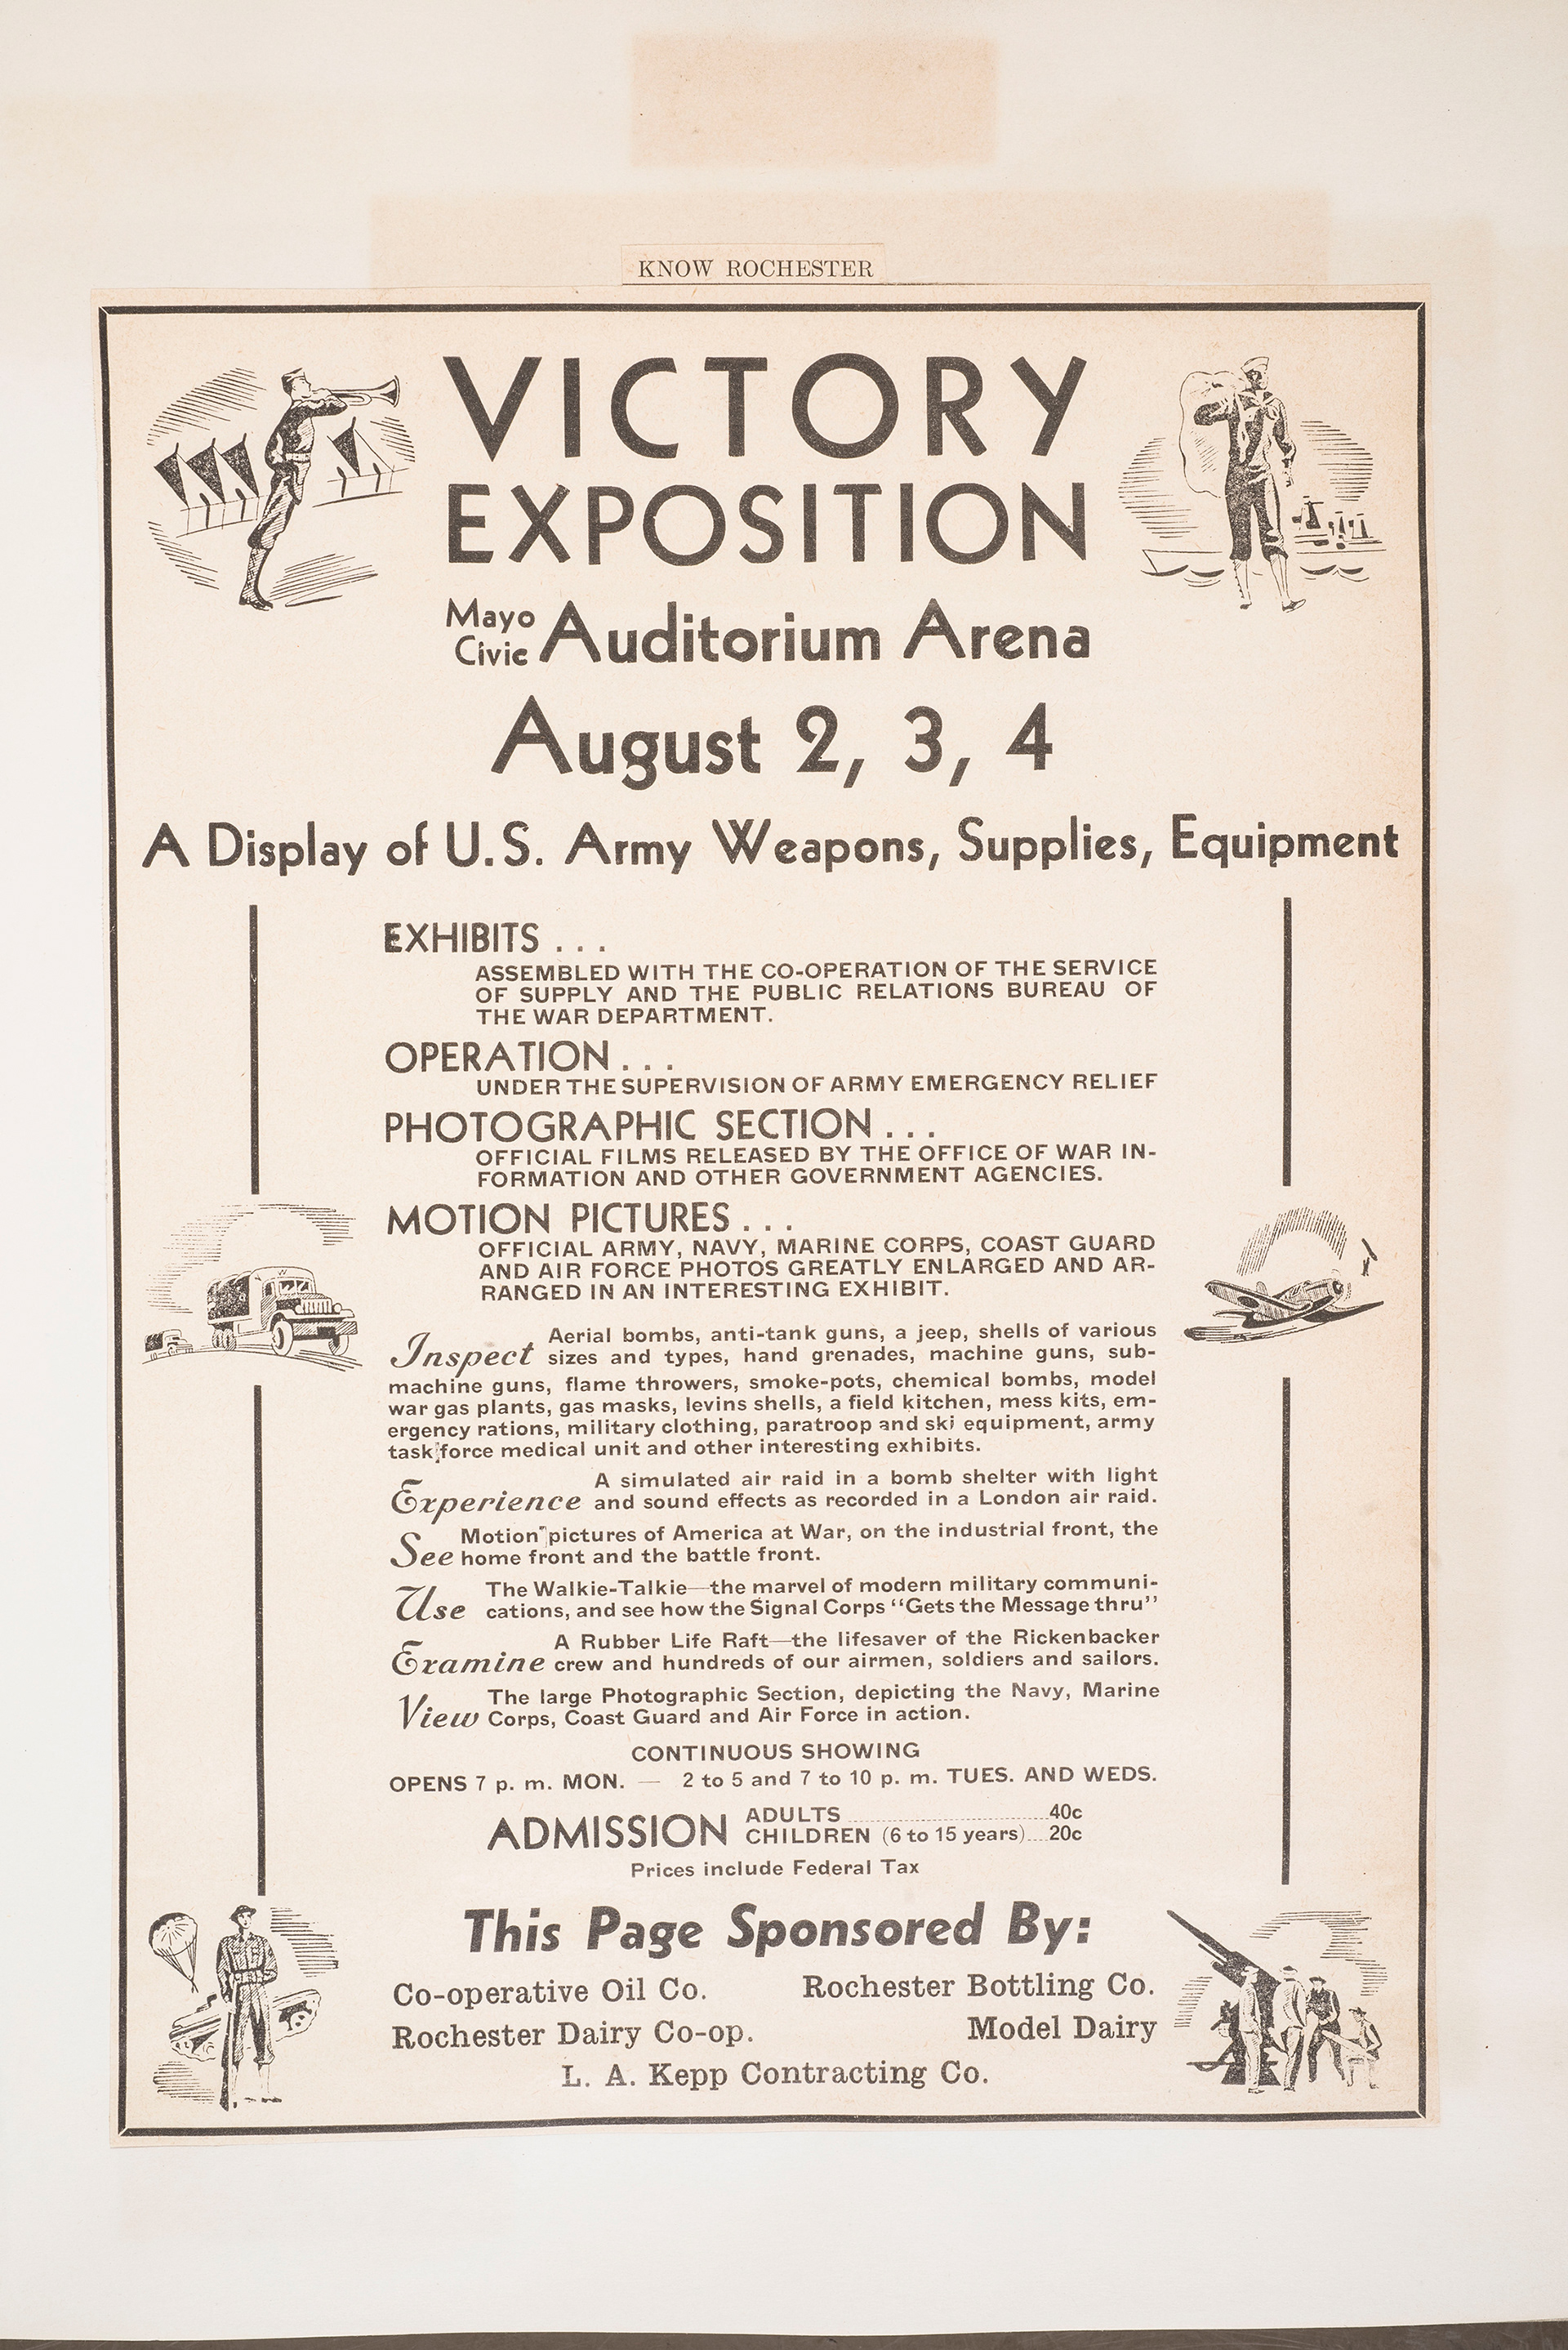 KNOW ROCHESTER
VICTORY
EXPOSITION
Mayo Civic Auditorium Arena
August 2, 3, 4
A Display of U.S. Army Weapons, Supplies, Equipment
EXHIBITS . . .
ASSEMBLED WITH THE CO-OPERATION OF THE SERVICE
OF SUPPLY AND THE PUBLIC RELATIONS BUREAU OF
THE WAR DEPARTMENT.
OPERATION . . .
UNDER THE SUPERVISION OF ARMY EMERGENCY RELIEF
PHOTOGRAPHIC SECTION . . .
OFFICIAL FILMS RELEASED BY THE OFFICE OF WAR IN-
FORMATION AND OTHER GOVERNMENT AGENCIES.
MOTION PICTURES . . .
OFFICIAL ARMY, NAVY, MARINE CORPS, COAST GUARD
AND AIR FORCE PHOTOS GREATLY ENLARGED AND AR-
RANGED IN AN INTERESTING EXHIBIT.
Inspect Aerial bombs, anti-tank guns, a jeep, shells of various
sizes and types, hand grenades, machine guns, sub-
machine guns, flame throwers, smoke-pots, chemical bombs, model
war gas plants, gas masks, levins shells, a field kitchen, mess kits, em-
ergency rations, military clothing, paratroop and ski equipment, army
task force medical unit and other interesting exhibits.
Experience A simulated air raid in a bomb shelter with light
and sound effects as recorded in a London air raid.
See Motion pictures of America at War, on the industrial front, the
home front and the battle front.
Use The Walkie-Talkie—the marvel of modern military communi-
cations, and see how the Signal Corps "Gets the Message thru"
Examine A Rubber Life Raft—the lifesaver of the Rickenbacker
crew and hundreds of our airmen, soldiers and sailors.
View The large Photographic Section, depicting the Navy, Marine
Corps, Coast Guard and Air Force in action.
CONTINUOUS SHOWING
OPENS 7 p. m. MON. — 2 to 5 and 7 to 10 p. m. TUES. AND WEDS.
ADMISSION ADULTS ........ 40c
CHILDREN (6 to 15 years) .... 20c
Prices include Federal Tax
This Page Sponsored By:
Co-operative Oil Co. Rochester Bottling Co.
Rochester Dairy Co-op. Model Dairy
L. A. Kepp Contracting Co.